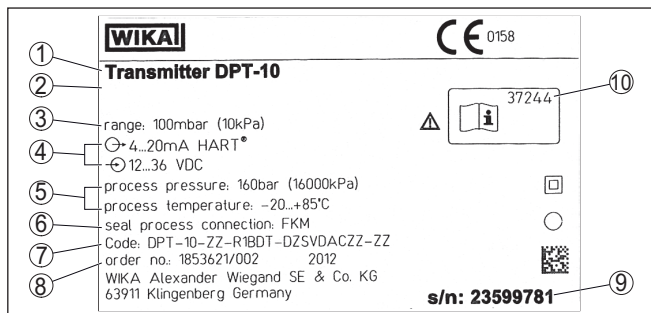 WIKA
CE 0158
1
Transmitter DPT-10
2
10
37244
3
range: 100mbar (10kPa)
4
4...20mA HART®
12...36 VDC
5
process pressure: 160bar (16000kPa)
process temperature: -20...+85°C
6
seal process connection: FKM
7
Code: DPT-10-ZZ-R1BDT-DZSVDACZZ-ZZ
8
order no.: 1853621/002 2012
WIKA Alexander Wiegand SE & Co. KG
63911 Klingenberg Germany
9
s/n: 23599781